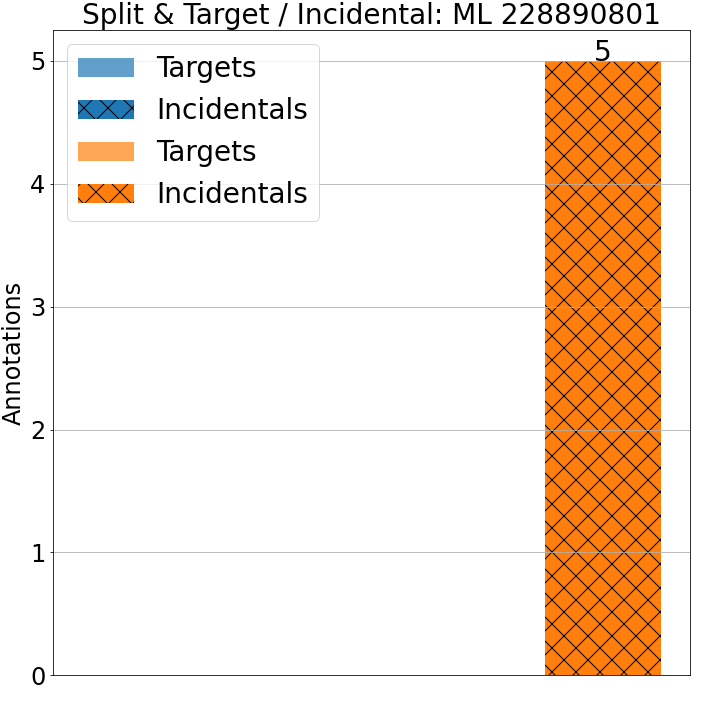 Split & Target / Incidental: ML 228890801
5
5
4
3
2
1
0
Annotations
Targets
Incidentals
Targets
Incidentals